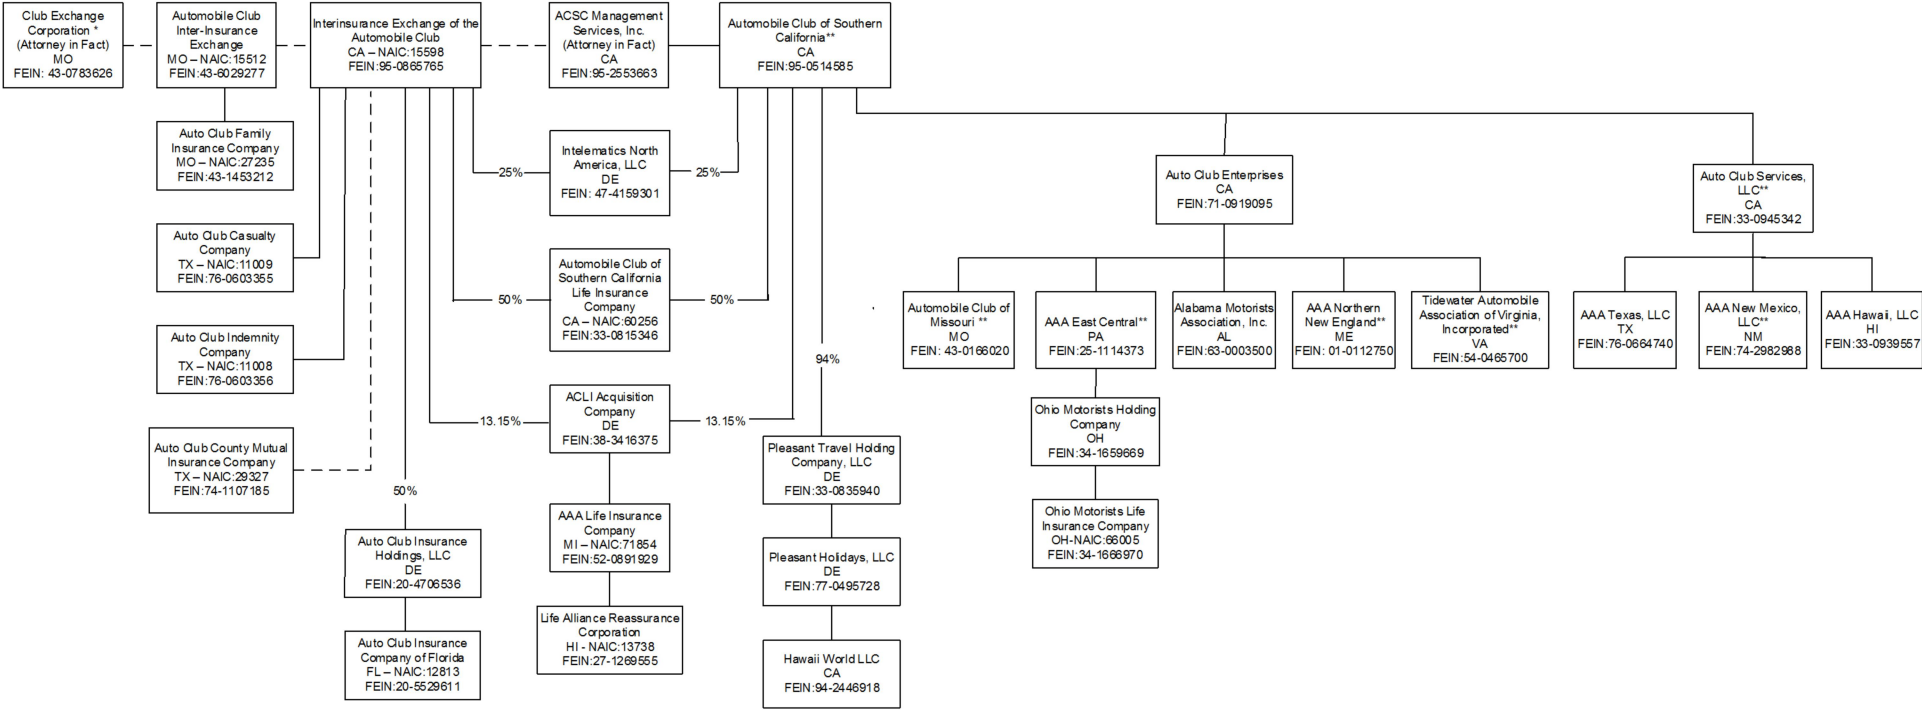 Club Exchange
Corporation *
(Attorney in Fact)
MO
FEIN: 43-0783626
Automobile Club
Inter-Insurance
Exchange
MO – NAIC:15512
FEIN:43-6029277
Interinsurance Exchange of the
Automobile Club
CA – NAIC:15598
FEIN:95-0865765
ACSC Management
Services, Inc.
(Attorney in Fact)
CA
FEIN:95-2553663
Automobile Club of Southern
California**
CA
FEIN:95-0514585
Auto Club Family
Insurance Company
MO – NAIC:27235
FEIN:43-1453212
Intelematics North
America, LLC
DE
FEIN: 47-4159301
25%
25%
Auto Club Enterprises
CA
FEIN:71-0919095
Auto Club Services,
LLC**
CA
FEIN:33-0945342
Auto Club Casualty
Company
TX – NAIC:11009
FEIN:76-0603355
Automobile Club of
Southern California
Life Insurance
Company
CA – NAIC:60256
FEIN:33-0815346
50%
50%
Automobile Club of
Missouri **
MO
FEIN: 43-0166020
AAA East Central**
PA
FEIN:25-1114373
Alabama Motorists
Association, Inc.
AL
FEIN:63-0003500
AAA Northern
New England**
ME
FEIN: 01-0112750
Tidewater Automobile
Association of Virginia,
Incorporated**
VA
FEIN:54-0465700
AAA Texas, LLC
TX
FEIN:76-0664740
AAA New Mexico,
LLC**
NM
FEIN:74-2982988
AAA Hawaii, LLC
HI
FEIN:33-0939557
Auto Club Indemnity
Company
TX – NAIC:11008
FEIN:76-0603356
94%
ACLI Acquisition
Company
DE
FEIN:38-3416375
13.15%
13.15%
Ohio Motorists Holding
Company
OH
FEIN:34-1659669
Auto Club County Mutual
Insurance Company
TX – NAIC:29327
FEIN:74-1107185
50%
Pleasant Travel Holding
Company, LLC
DE
FEIN:33-0835940
AAA Life Insurance
Company
MI – NAIC:71854
FEIN:52-0891929
Ohio Motorists Life
Insurance Company
OH-NAIC:66005
FEIN:34-1666970
Auto Club Insurance
Holdings, LLC
DE
FEIN:20-4706536
Pleasant Holidays, LLC
DE
FEIN:77-0495728
Life Alliance Reassurance
Corporation
HI - NAIC:13738
FEIN:27-1269555
Auto Club Insurance
Company of Florida
FL – NAIC:12813
FEIN:20-5529611
Hawaii World LLC
CA
FEIN:94-2446918